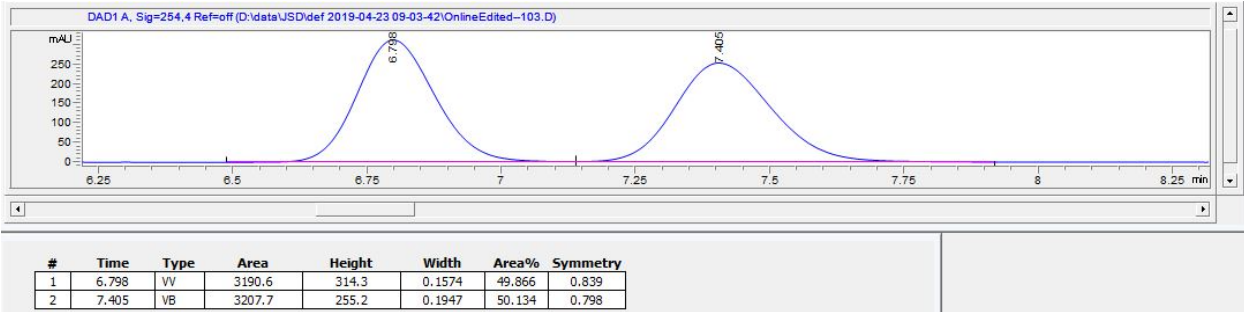 DAD1 A, Sig=254,4 Ref=off (D:\data\JSD\def 2019-04-23 09-03-42\OnlineEdited--103.D)
mAU
250
200
150
100
50
0
6.798
7.405
6.25 6.5 6.75 7 7.25 7.5 7.75 8 8.25 min
# Time Type Area Height Width Area% Symmetry
1 6.798 VV 3190.6 314.3 0.1574 49.866 0.839
2 7.405 VB 3207.7 255.2 0.1947 50.134 0.798